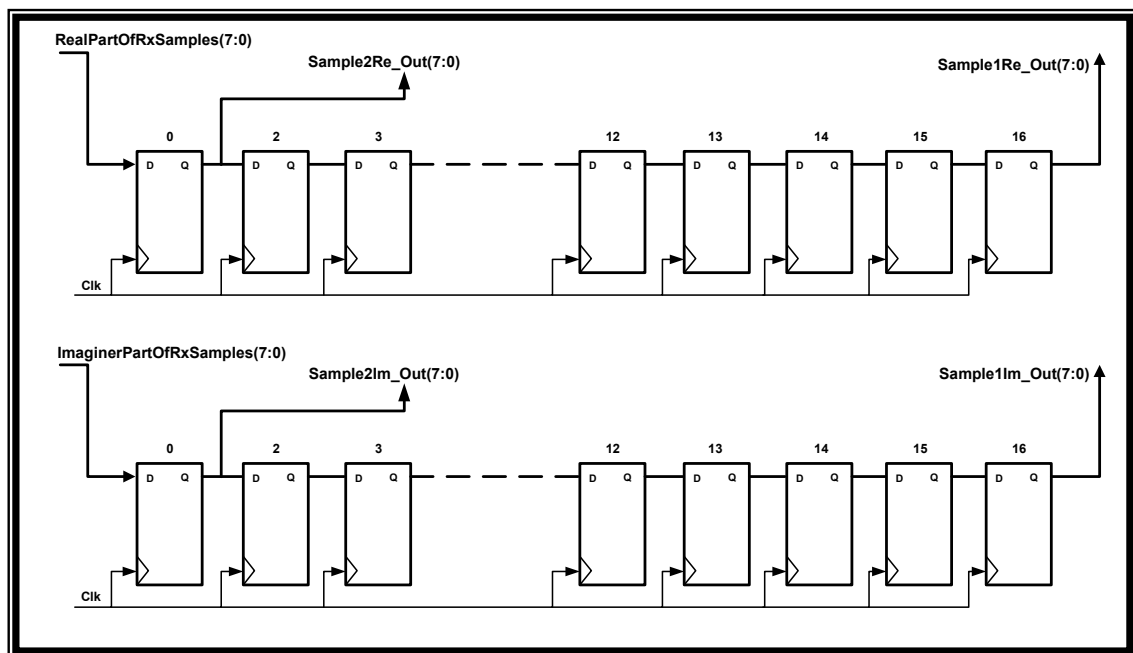 RealPartOfRxSamples(7:0)
Sample2Re_Out(7:0)
Sample1Re_Out(7:0)
0 2 3 12 13 14 15 16
D Q D Q D Q D Q D Q D Q D Q D Q
Clk
ImaginerPartOfRxSamples(7:0)
Sample2Im_Out(7:0)
Sample1Im_Out(7:0)
0 2 3 12 13 14 15 16
D Q D Q D Q D Q D Q D Q D Q D Q
Clk